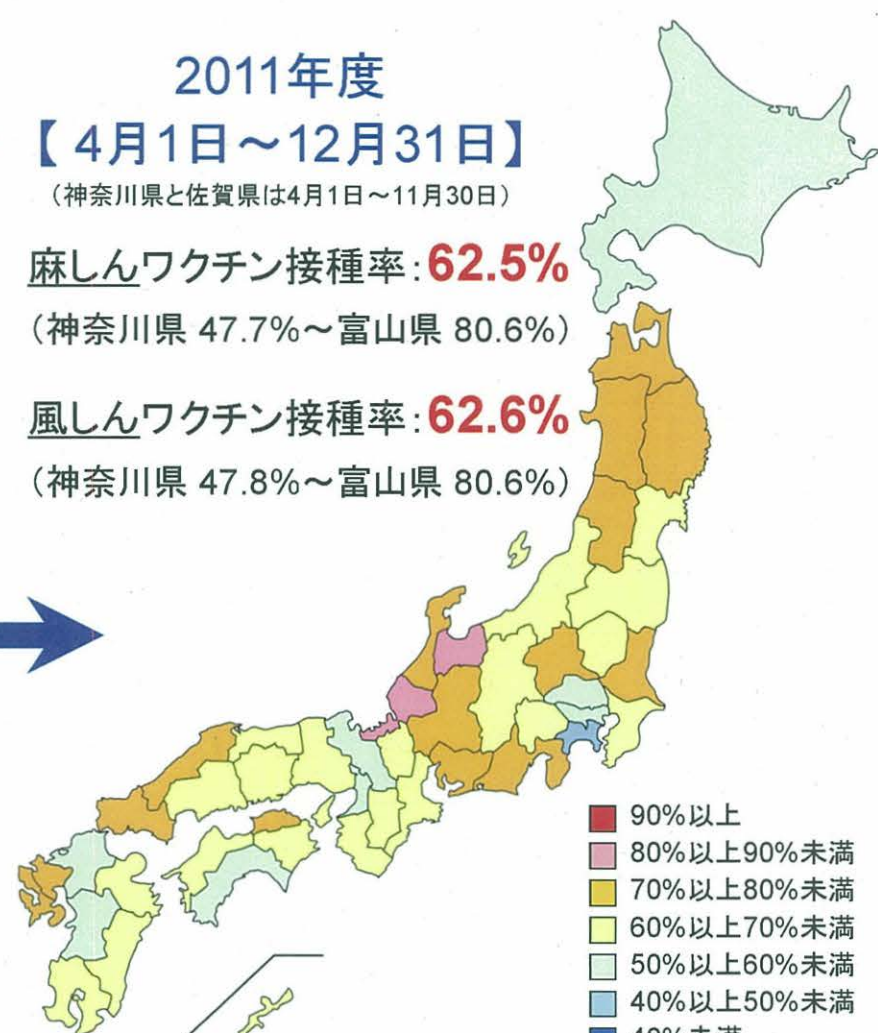 2011年度
【 4月1日～12月31日】
（神奈川県と佐賀県は4月1日～11月30日）
麻しんワクチン接種率：62.5%
（神奈川県 47.7%～富山県 80.6%）
風しんワクチン接種率：62.6%
（神奈川県 47.8%～富山県 80.6%）
90%以上
80%以上90%未満
70%以上80%未満
60%以上70%未満
50%以上60%未満
40%以上50%未満
40%未満